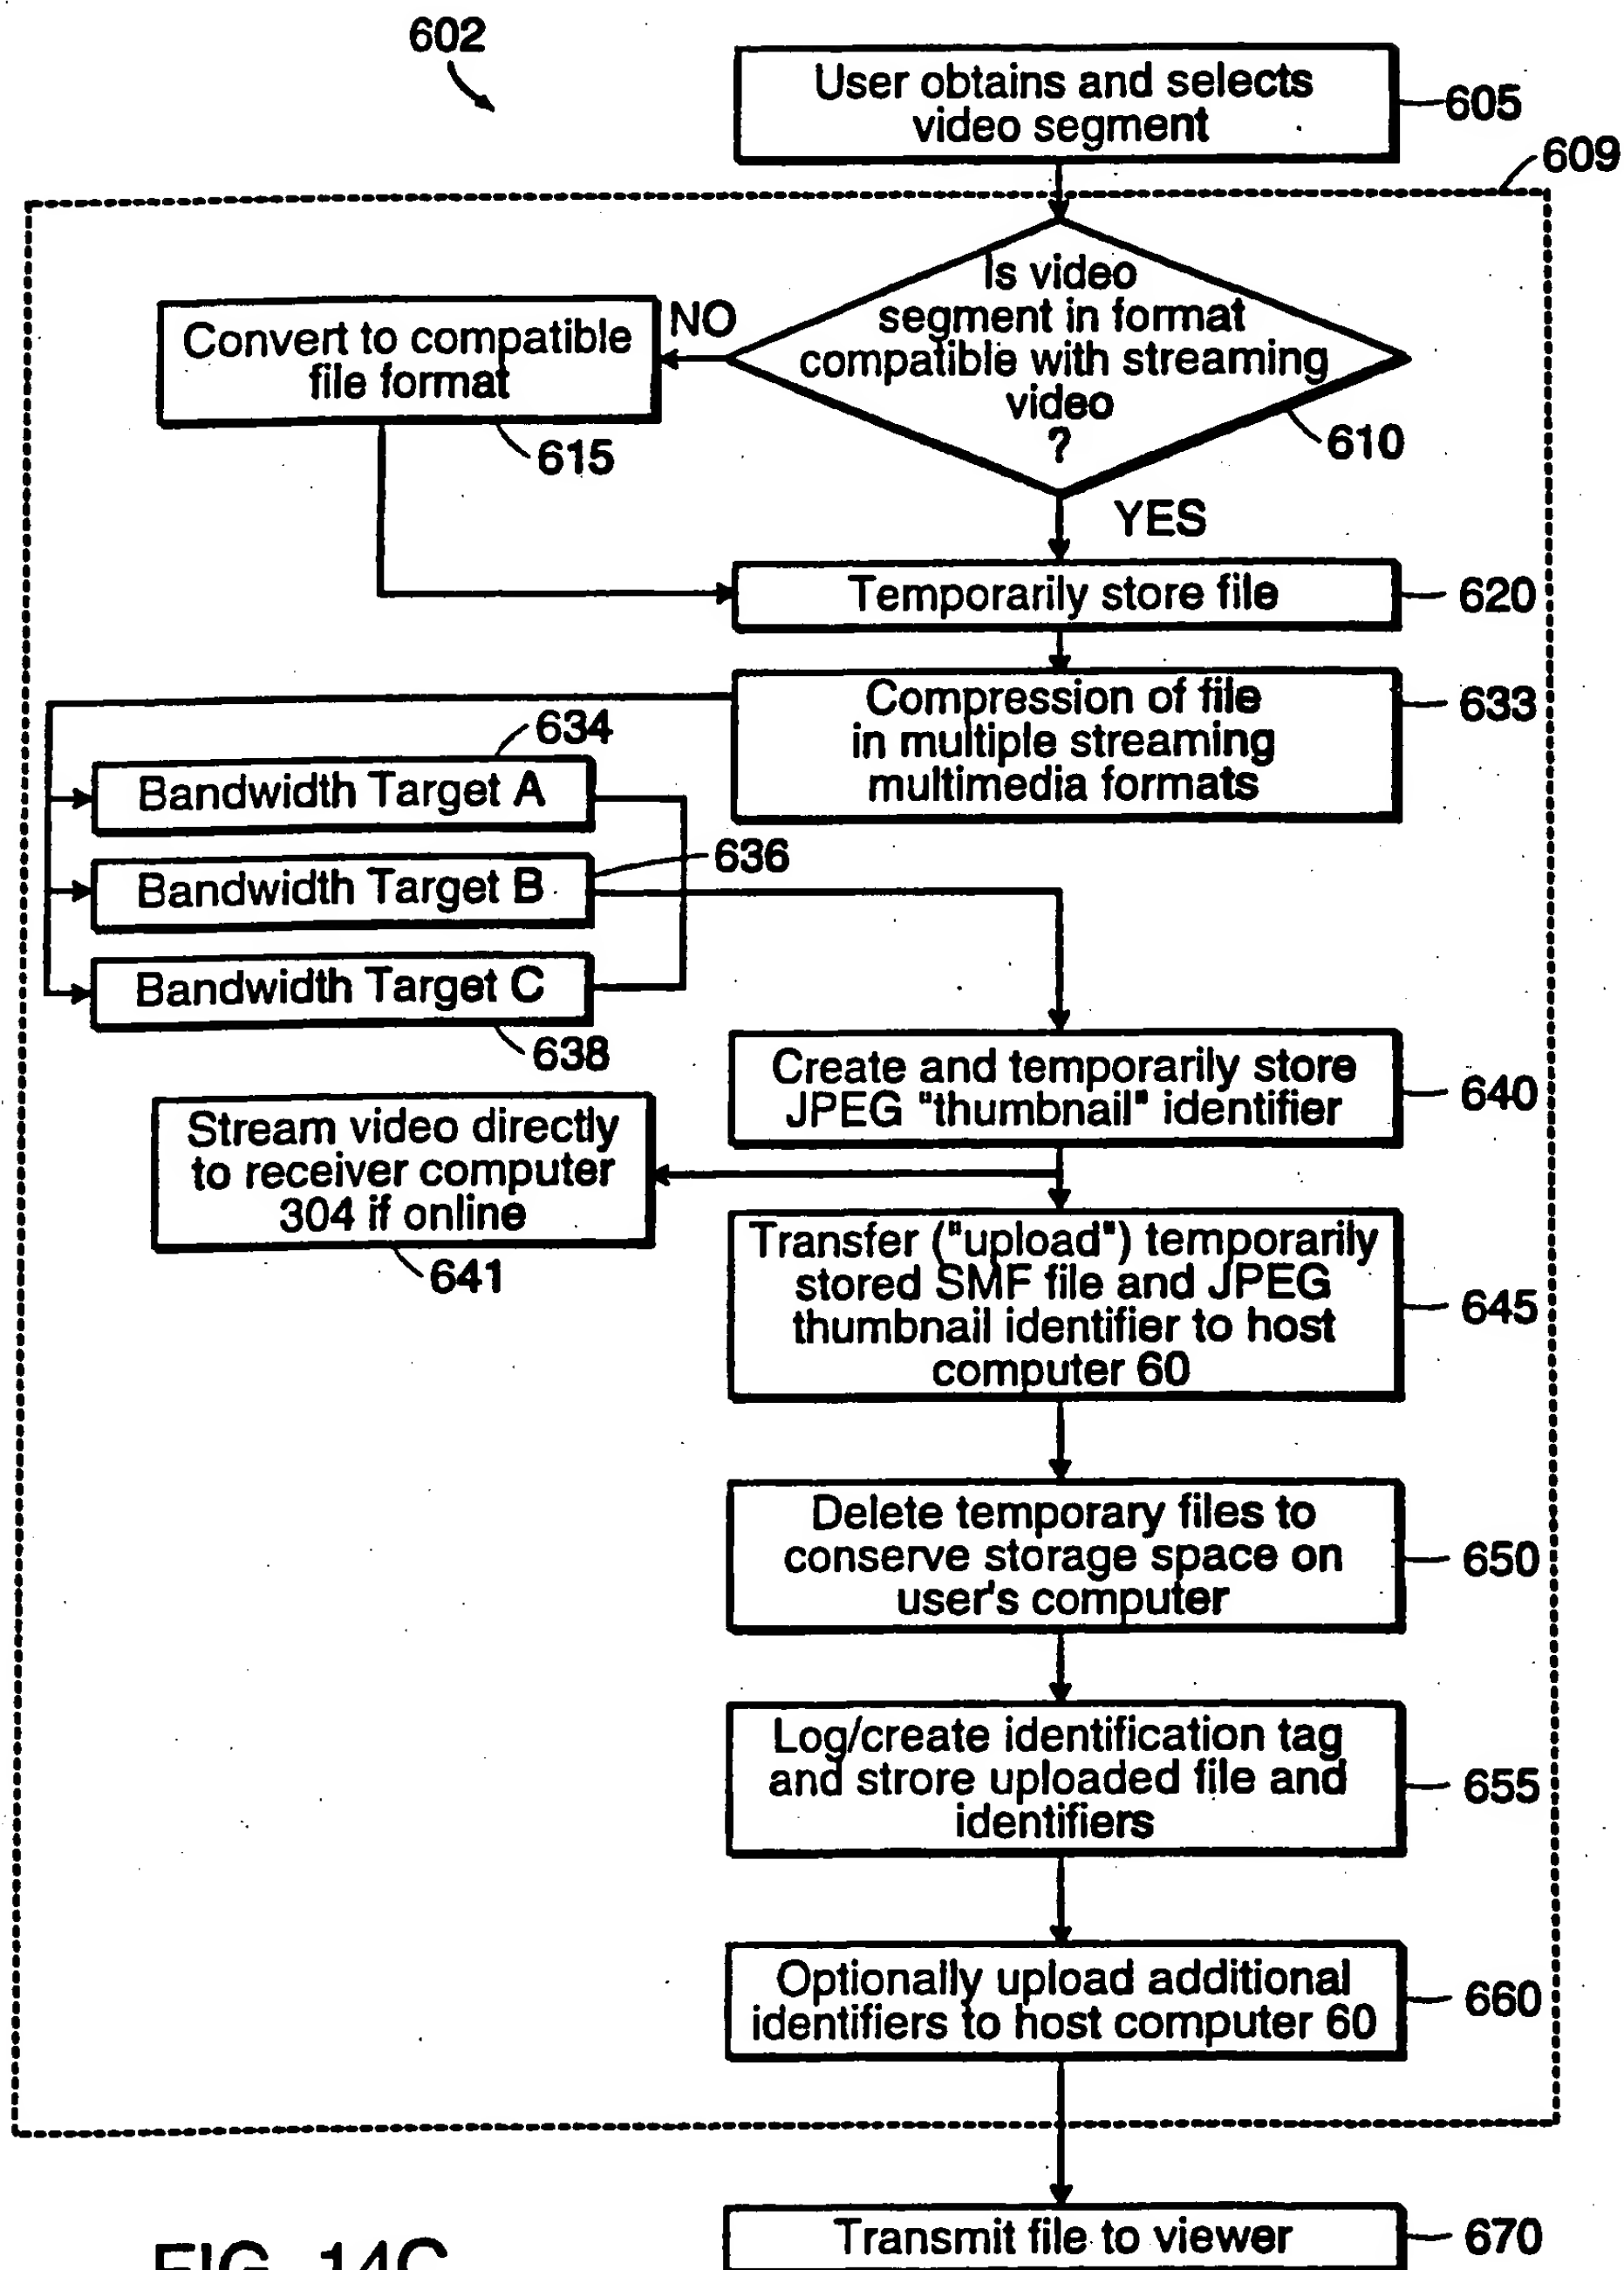 602
User obtains and selects
video segment
605
609
Is video
segment in format
compatible with streaming
video
?
610
NO
Convert to compatible
file format
615
YES
Temporarily store file
620
Compression of file
in multiple streaming
multimedia formats
633
634
Bandwidth Target A
636
Bandwidth Target B
Bandwidth Target C
638
Create and temporarily store
JPEG "thumbnail" identifier
640
Stream video directly
to receiver computer
304 if online
641
Transfer ("upload") temporarily
stored SMF file and JPEG
thumbnail identifier to host
computer 60
645
Delete temporary files to
conserve storage space on
user's computer
650
Log/create identification tag
and strore uploaded file and
identifiers
655
Optionally upload additional
identifiers to host computer 60
660
Transmit file to viewer
670
FIG. 14C